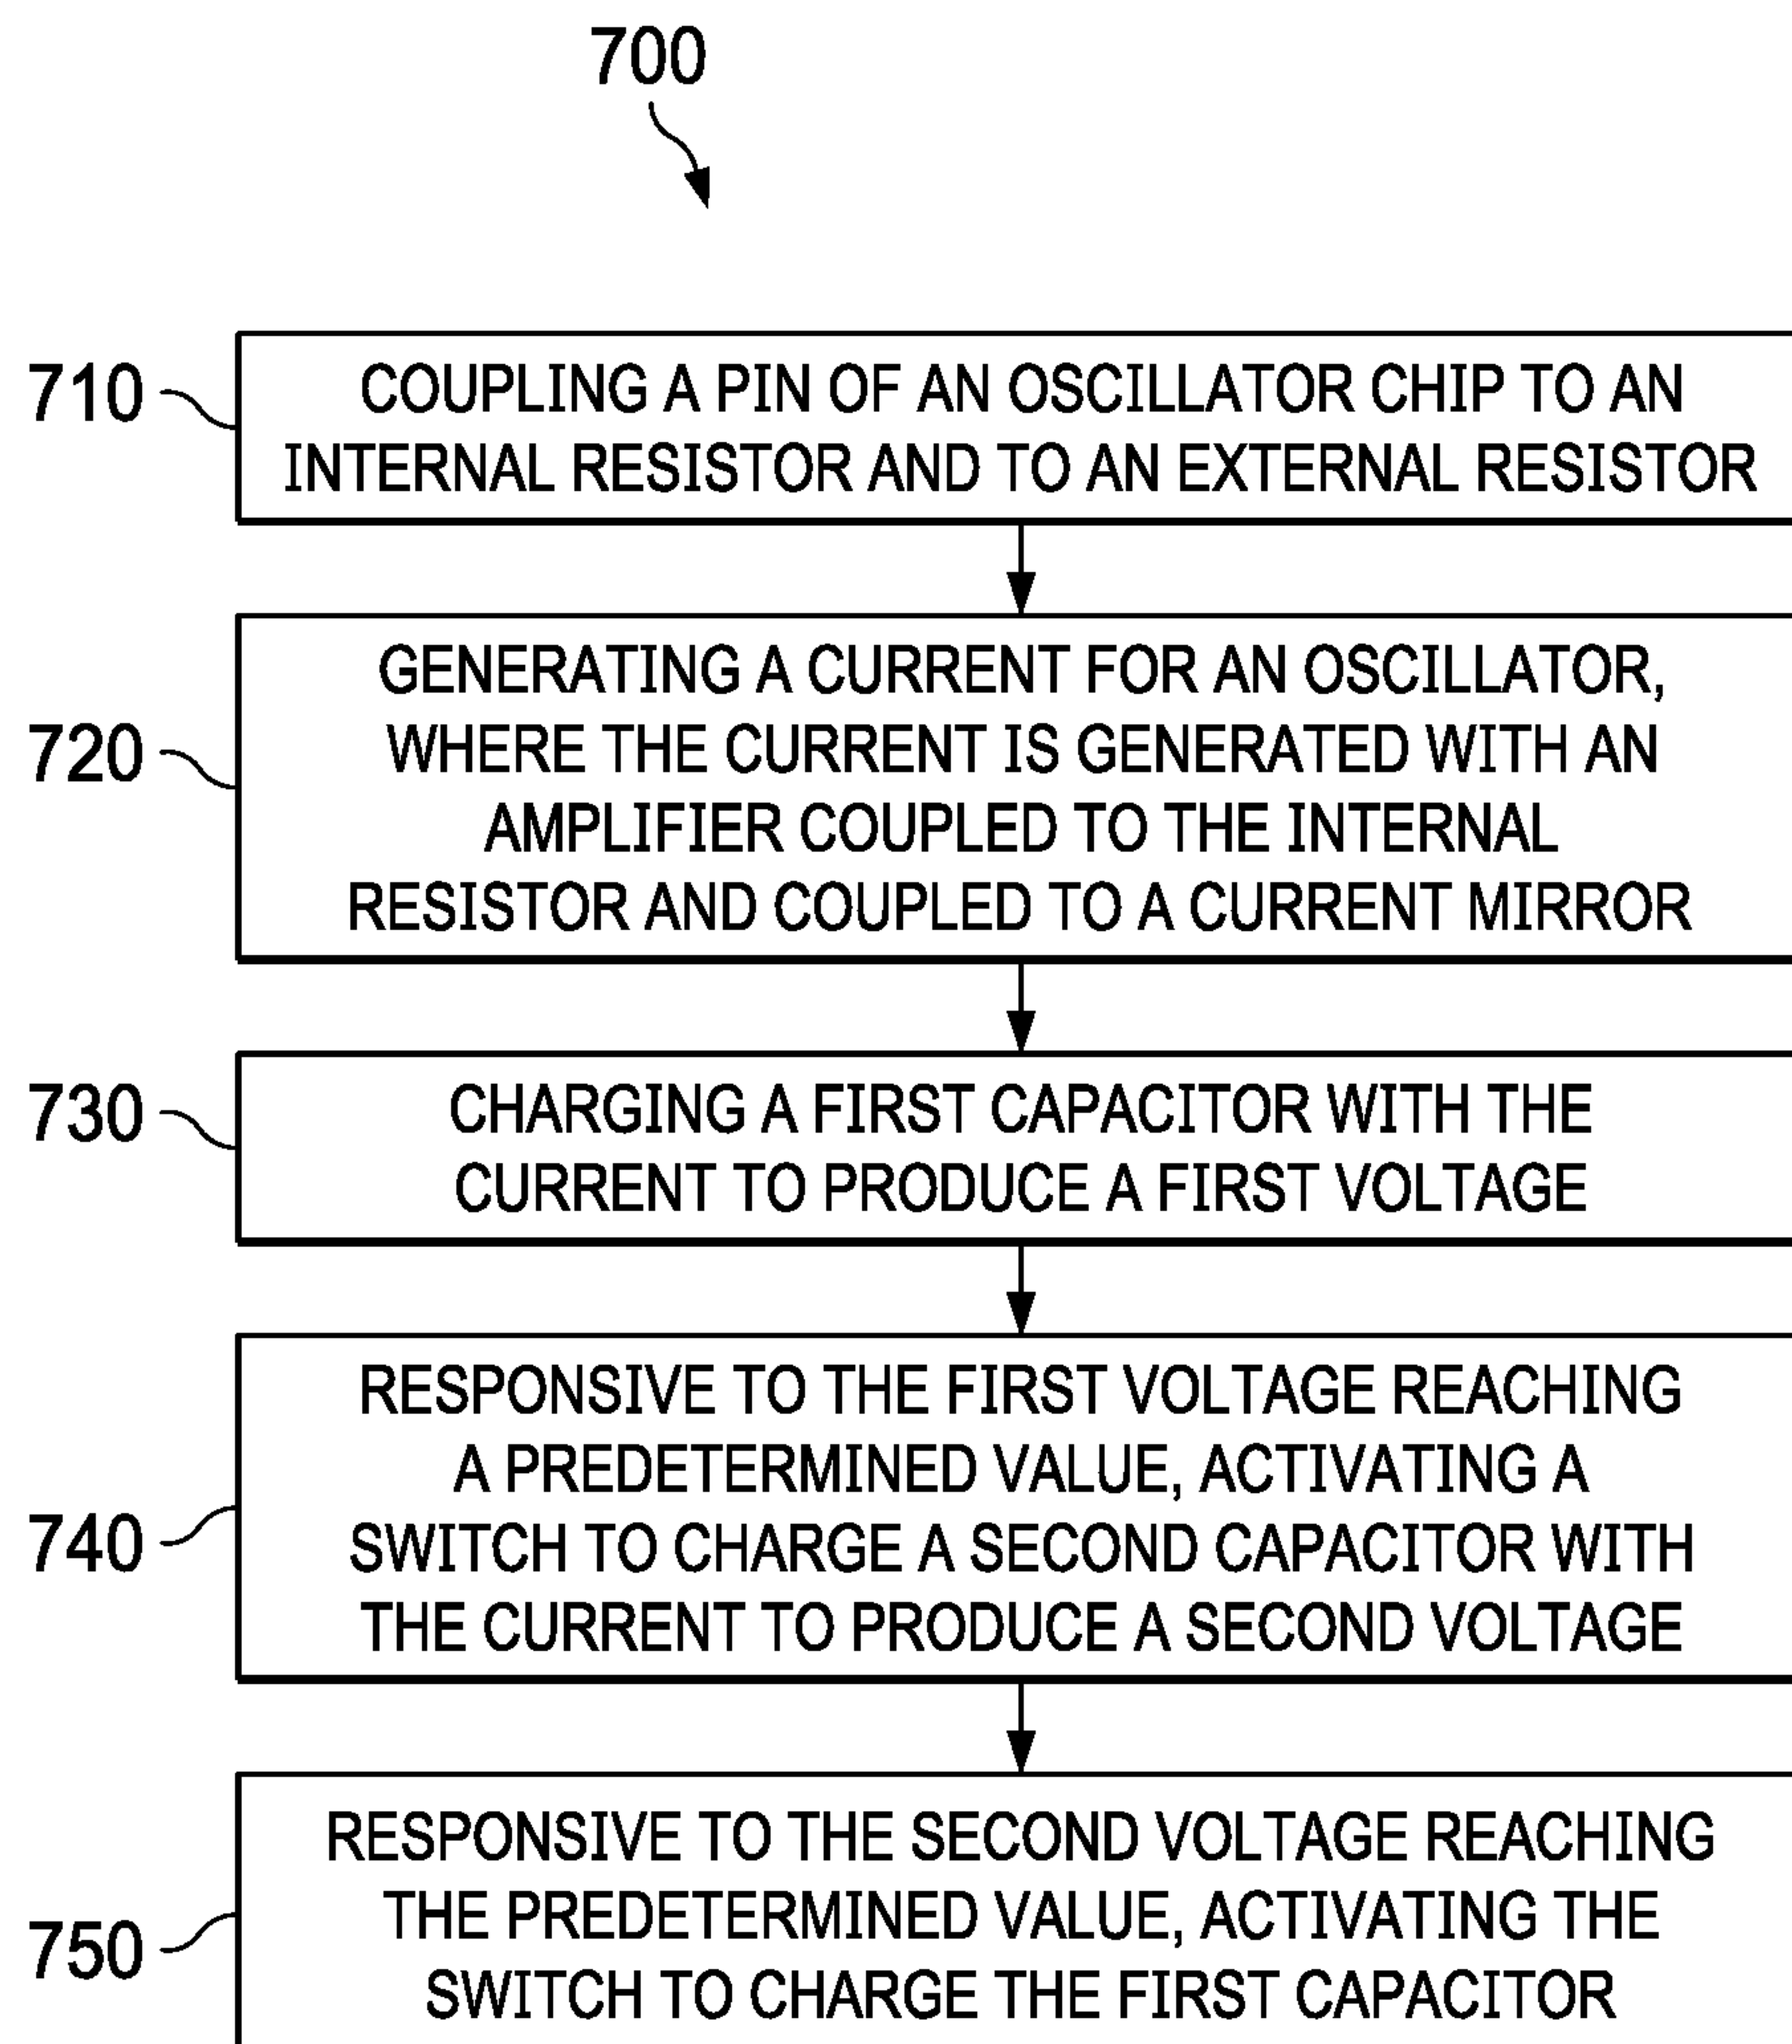 700
710
COUPLING A PIN OF AN OSCILLATOR CHIP TO AN
INTERNAL RESISTOR AND TO AN EXTERNAL RESISTOR
720
GENERATING A CURRENT FOR AN OSCILLATOR,
WHERE THE CURRENT IS GENERATED WITH AN
AMPLIFIER COUPLED TO THE INTERNAL
RESISTOR AND COUPLED TO A CURRENT MIRROR
730
CHARGING A FIRST CAPACITOR WITH THE
CURRENT TO PRODUCE A FIRST VOLTAGE
740
RESPONSIVE TO THE FIRST VOLTAGE REACHING
A PREDETERMINED VALUE, ACTIVATING A
SWITCH TO CHARGE A SECOND CAPACITOR WITH
THE CURRENT TO PRODUCE A SECOND VOLTAGE
750
RESPONSIVE TO THE SECOND VOLTAGE REACHING
THE PREDETERMINED VALUE, ACTIVATING THE
SWITCH TO CHARGE THE FIRST CAPACITOR